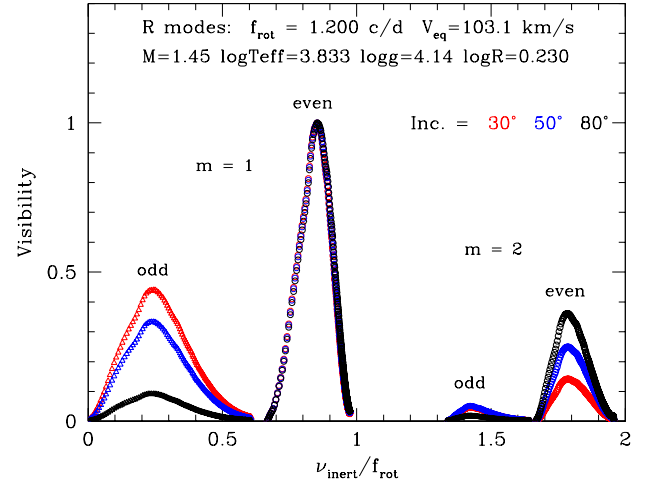 R modes: f_rot = 1.200 c/d V_eq=103.1 km/s
M=1.45 logTeff=3.833 logg=4.14 logR=0.230
even
Inc. = 30° 50° 80°
m = 1
m = 2
odd
even
odd
Visibility
1
0.5
0
0
0.5
1
1.5
2
ν_inert/f_rot